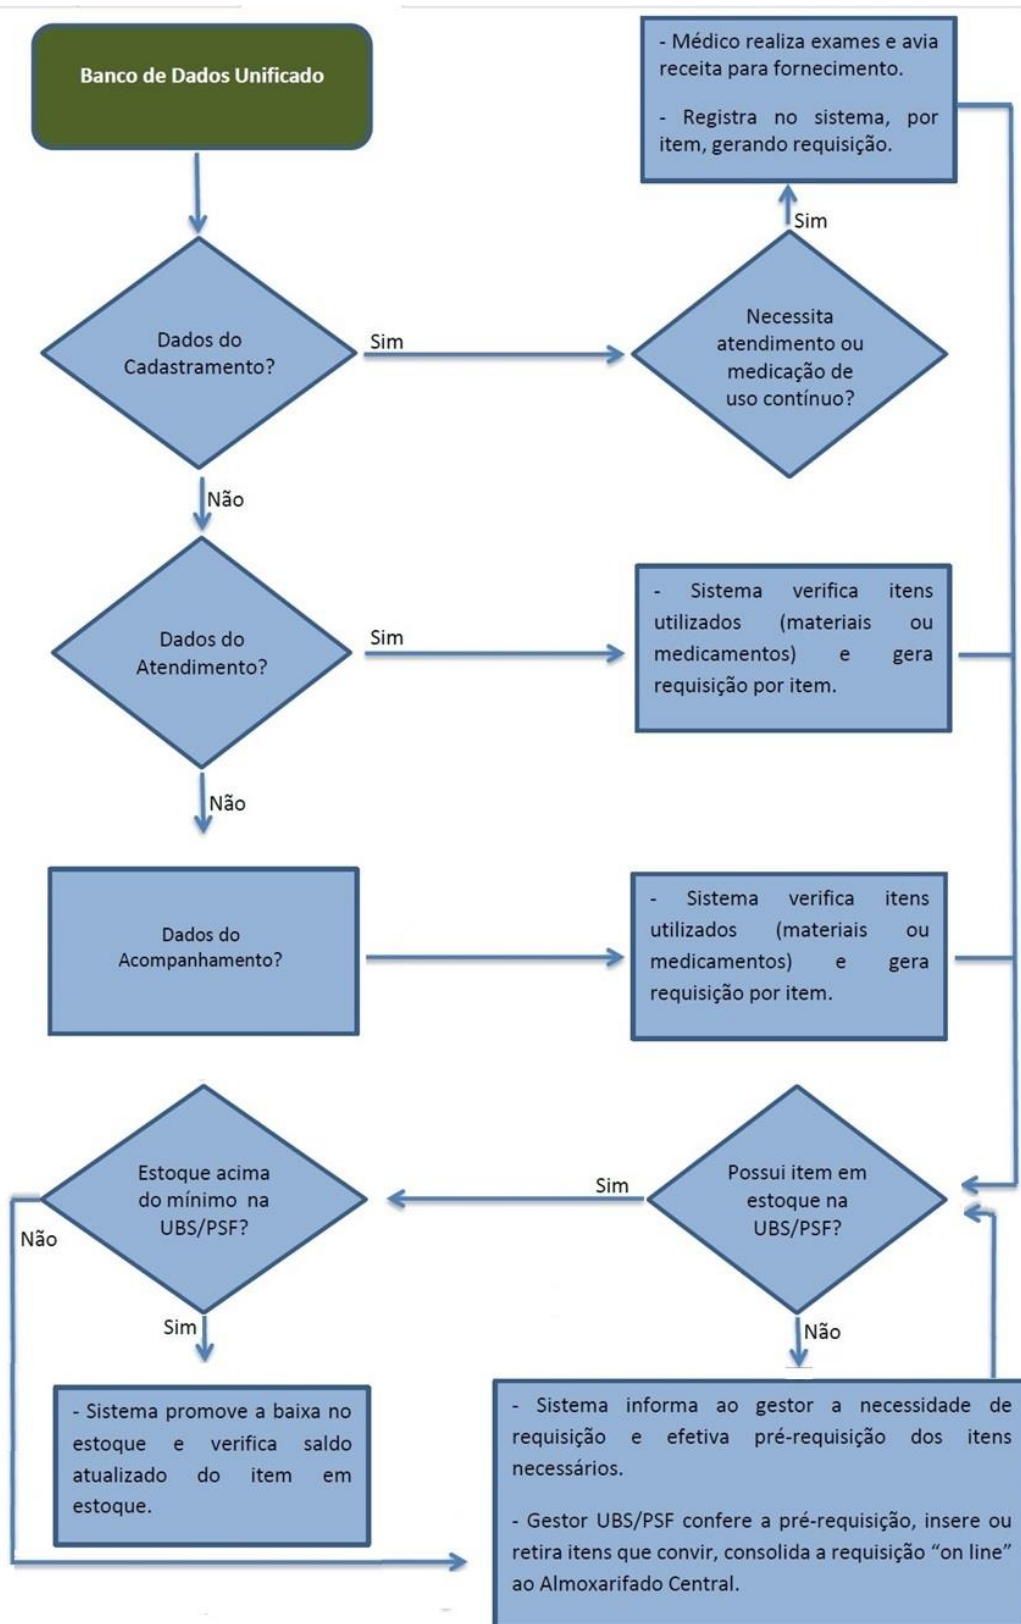 Banco de Dados Unificado
- Médico realiza exames e avia
receita para fornecimento.
- Registra no sistema, por
item, gerando requisição.
Sim
Dados do
Cadastramento?
Sim
Necessita
atendimento ou
medicação de
uso contínuo?
Não
Dados do
Atendimento?
Sim
- Sistema verifica itens
utilizados (materiais ou
medicamentos) e gera
requisição por item.
Não
Dados do
Acompanhamento?
- Sistema verifica itens
utilizados (materiais ou
medicamentos) e gera
requisição por item.
Estoque acima
do mínimo na
UBS/PSF?
Sim
Possui item em
estoque na
UBS/PSF?
Não
Sim
Não
- Sistema promove a baixa no
estoque e verifica saldo
atualizado do item em
estoque.
- Sistema informa ao gestor a necessidade de
requisição e efetiva pré-requisição dos itens
necessários.
- Gestor UBS/PSF confere a pré-requisição, insere ou
retira itens que convir, consolida a requisição “on line”
ao Almoxarifado Central.